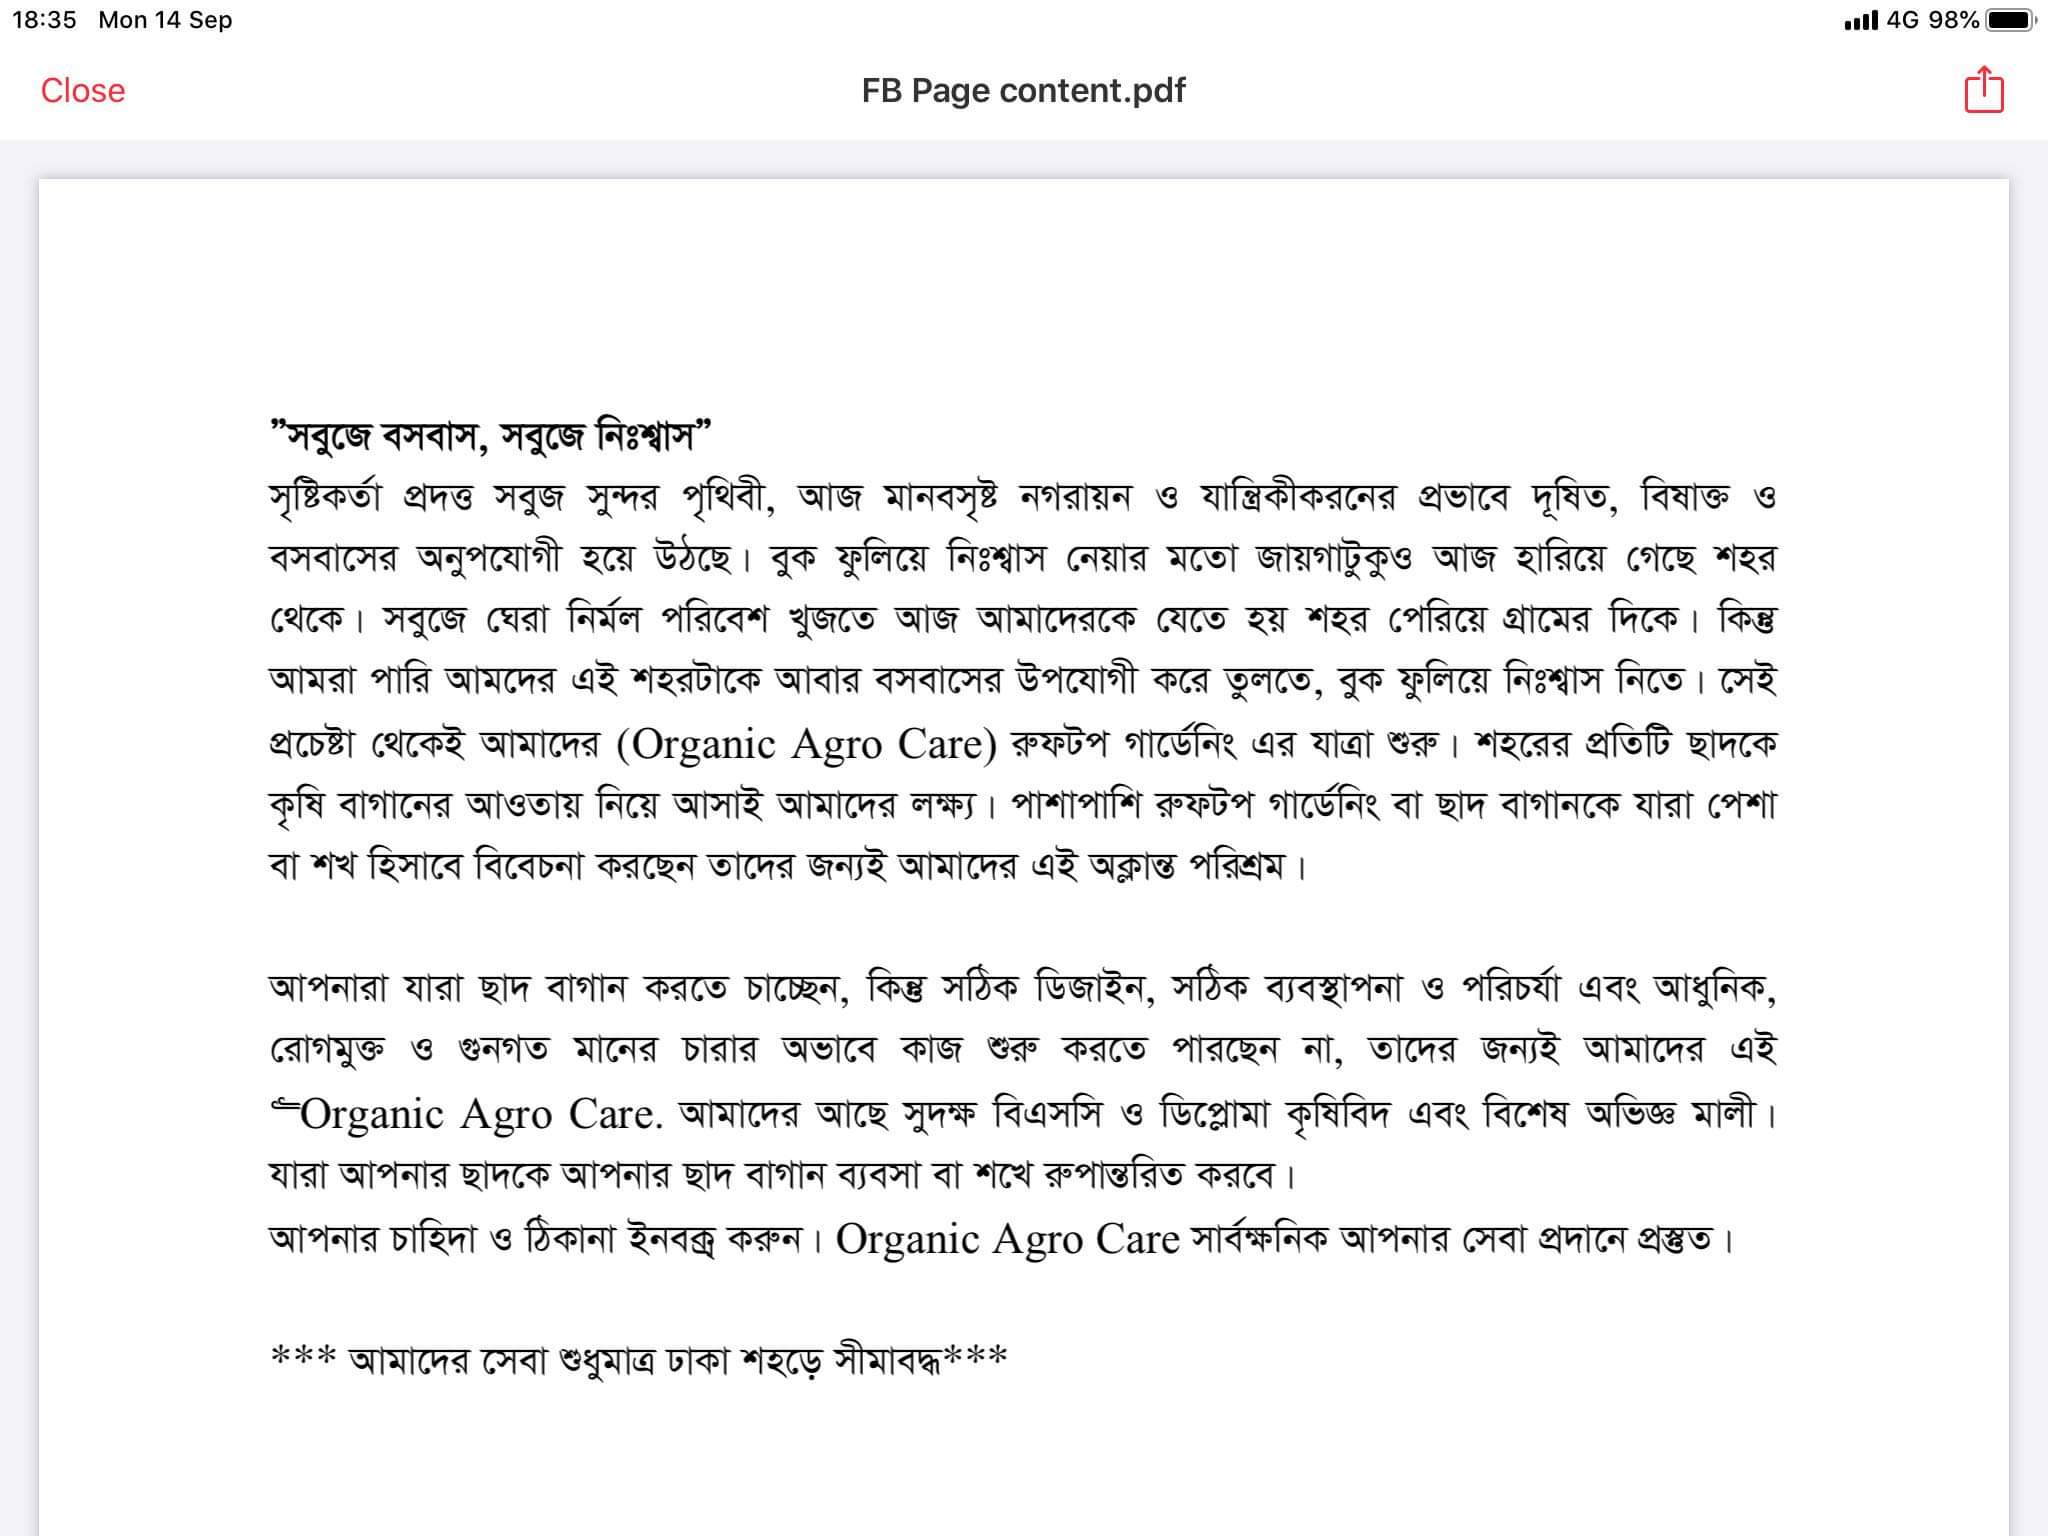 18:35 Mon 14 Sep 4G 98%
Close FB Page content.pdf
”সবুজে বসবাস, সবুজে নিঃশ্বাস”
সৃষ্টিকর্তা প্রদত্ত সবুজ সুন্দর পৃথিবী, আজ মানবসৃষ্ট নগরায়ন ও যান্ত্রিকীকরনের প্রভাবে দূষিত, বিষাক্ত ও
বসবাসের অনুপযোগী হয়ে উঠছে। বুক ফুলিয়ে নিঃশ্বাস নেয়ার মতো জায়গাটুকুও আজ হারিয়ে গেছে শহর
থেকে। সবুজে ঘেরা নির্মল পরিবেশ খুজতে আজ আমাদেরকে যেতে হয় শহর পেরিয়ে গ্রামের দিকে। কিন্তু
আমরা পারি আমদের এই শহরটাকে আবার বসবাসের উপযোগী করে তুলতে, বুক ফুলিয়ে নিঃশ্বাস নিতে। সেই
প্রচেষ্টা থেকেই আমাদের (Organic Agro Care) রুফটপ গার্ডেনিং এর যাত্রা শুরু। শহরের প্রতিটি ছাদকে
কৃষি বাগানের আওতায় নিয়ে আসাই আমাদের লক্ষ্য। পাশাপাশি রুফটপ গার্ডেনিং বা ছাদ বাগানকে যারা পেশা
বা শখ হিসাবে বিবেচনা করছেন তাদের জন্যই আমাদের এই অক্লান্ত পরিশ্রম।
আপনারা যারা ছাদ বাগান করতে চাচ্ছেন, কিন্তু সঠিক ডিজাইন, সঠিক ব্যবস্থাপনা ও পরিচর্যা এবং আধুনিক,
রোগমুক্ত ও গুনগত মানের চারার অভাবে কাজ শুরু করতে পারছেন না, তাদের জন্যই আমাদের এই
Organic Agro Care. আমাদের আছে সুদক্ষ বিএসসি ও ডিপ্লোমা কৃষিবিদ এবং বিশেষ অভিজ্ঞ মালী।
যারা আপনার ছাদকে আপনার ছাদ বাগান ব্যবসা বা শখে রুপান্তরিত করবে।
আপনার চাহিদা ও ঠিকানা ইনবক্স করুন। Organic Agro Care সার্বক্ষনিক আপনার সেবা প্রদানে প্রস্তুত।
*** আমাদের সেবা শুধুমাত্র ঢাকা শহড়ে সীমাবদ্ধ***